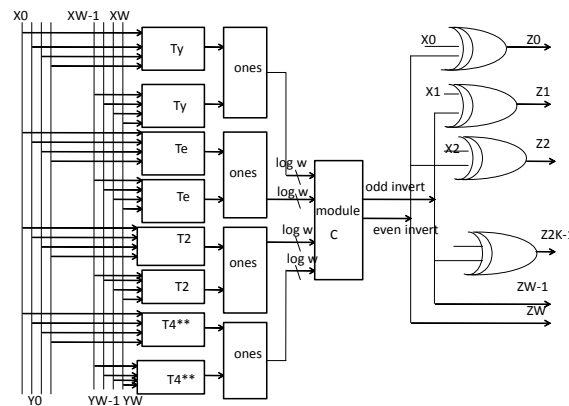 X0
XW-1
XW
Ty
ones
Ty
Te
ones
Te
T2
ones
T2
T4**
ones
T4**
Y0
YW-1
YW
log w
log w
log w
log w
module
C
odd invert
even invert
X0
Z0
X1
Z1
X2
Z2
Z2K-1
ZW-1
ZW